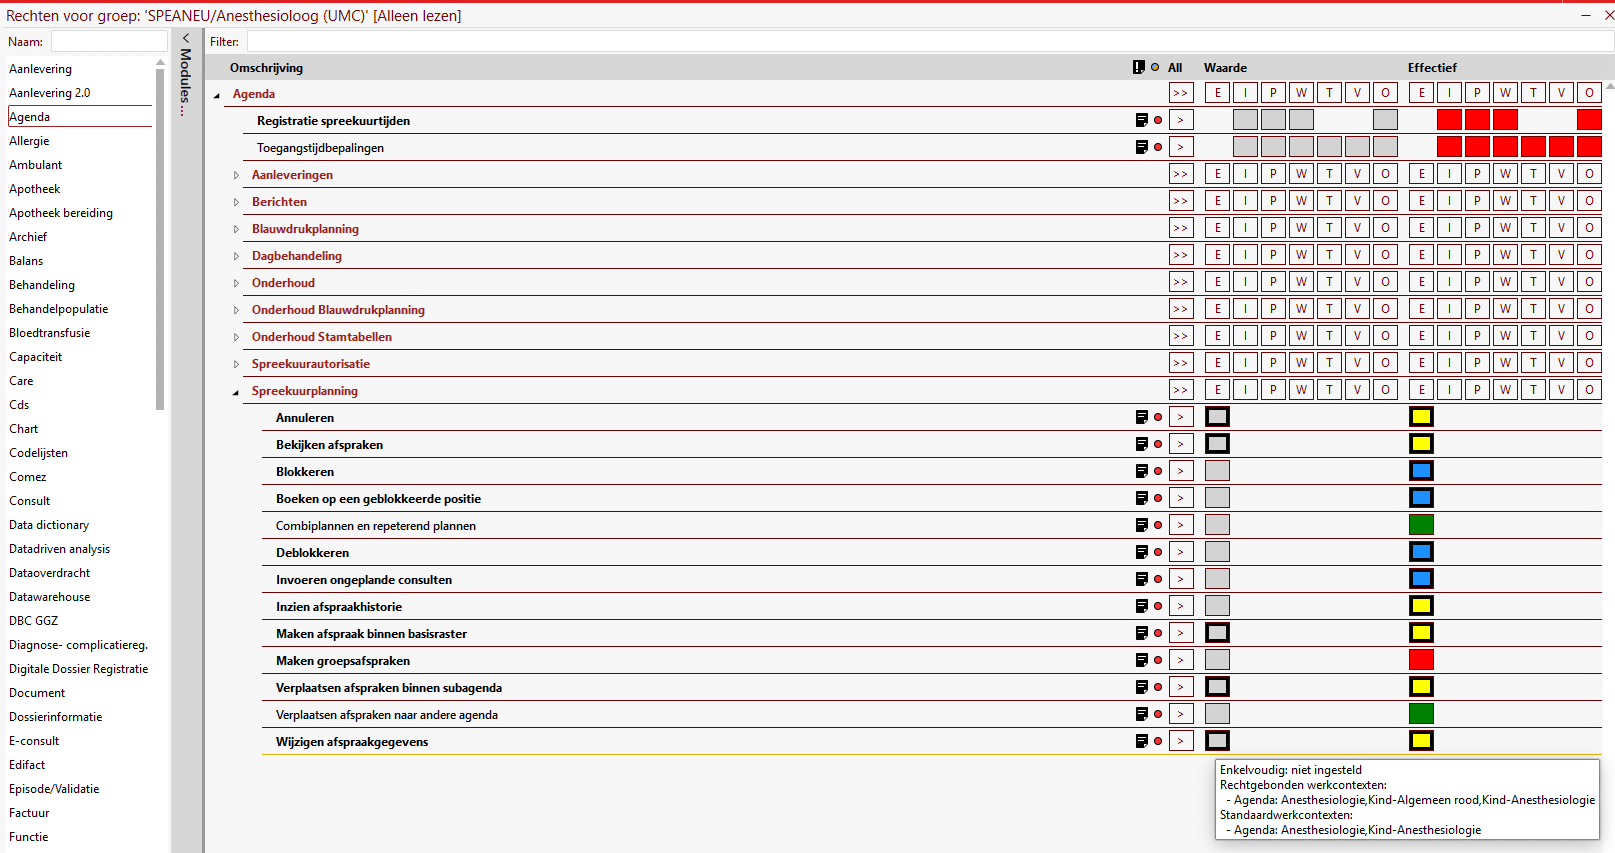 Rechten voor groep: 'SPEANEU/Anesthesioloog (UMC)' [Alleen lezen]
Naam:
Aanlevering
Aanlevering 2.0
Agenda
Allergie
Ambulant
Apotheek
Apotheek bereiding
Archief
Balans
Behandeling
Behandelpopulatie
Bloedtransfusie
Capaciteit
Care
Cds
Chart
Codelijsten
Comez
Consult
Data dictionary
Datadriven analysis
Dataoverdracht
Datawarehouse
DBC GGZ
Diagnose- complicatiereg.
Digitale Dossier Registratie
Document
Dossierinformatie
E-consult
Edifact
Episode/Validatie
Factuur
Functie
< Modules ...
Filter:
Omschrijving All Waarde Effectief
Agenda >> E I P W T V O E I P W T V O
Registratie spreekuurtijden >
Toegangstijdbepalingen >
Aanleveringen >> E I P W T V O E I P W T V O
Berichten >> E I P W T V O E I P W T V O
Blauwdrukplanning >> E I P W T V O E I P W T V O
Dagbehandeling >> E I P W T V O E I P W T V O
Onderhoud >> E I P W T V O E I P W T V O
Onderhoud Blauwdrukplanning >> E I P W T V O E I P W T V O
Onderhoud Stamtabellen >> E I P W T V O E I P W T V O
Spreekuurautorisatie >> E I P W T V O E I P W T V O
Spreekuurplanning >> E I P W T V O E I P W T V O
Annuleren >
Bekijken afspraken >
Blokkeren >
Boeken op een geblokkeerde positie >
Combiplannen en repeterend plannen >
Deblokkeren >
Invoeren ongeplande consulten >
Inzien afspraakhistorie >
Maken afspraak binnen basisraster >
Maken groepsafspraken >
Verplaatsen afspraken binnen subagenda >
Verplaatsen afspraken naar andere agenda >
Wijzigen afspraakgegevens >
Enkelvoudig: niet ingesteld
Rechtgebonden werkcontexten:
- Agenda: Anesthesiologie,Kind-Algemeen rood,Kind-Anesthesiologie
Standaardwerkcontexten:
- Agenda: Anesthesiologie,Kind-Anesthesiologie